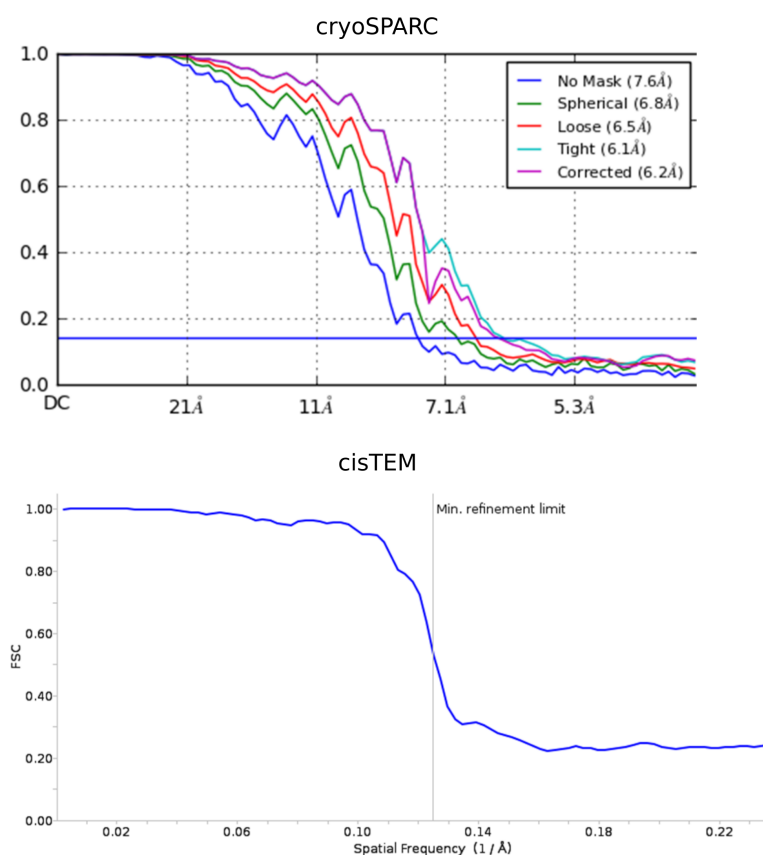 cryoSPARC
1.0
0.8
0.6
0.4
0.2
0.0
No Mask (7.6Å)
Spherical (6.8Å)
Loose (6.5Å)
Tight (6.1Å)
Corrected (6.2Å)
DC 21Å 11Å 7.1Å 5.3Å
cisTEM
1.00
0.80
0.60
0.40
0.20
0.00
FSC
Min. refinement limit
0.02 0.06 0.10 0.14 0.18 0.22
Spatial Frequency (1 / Å)